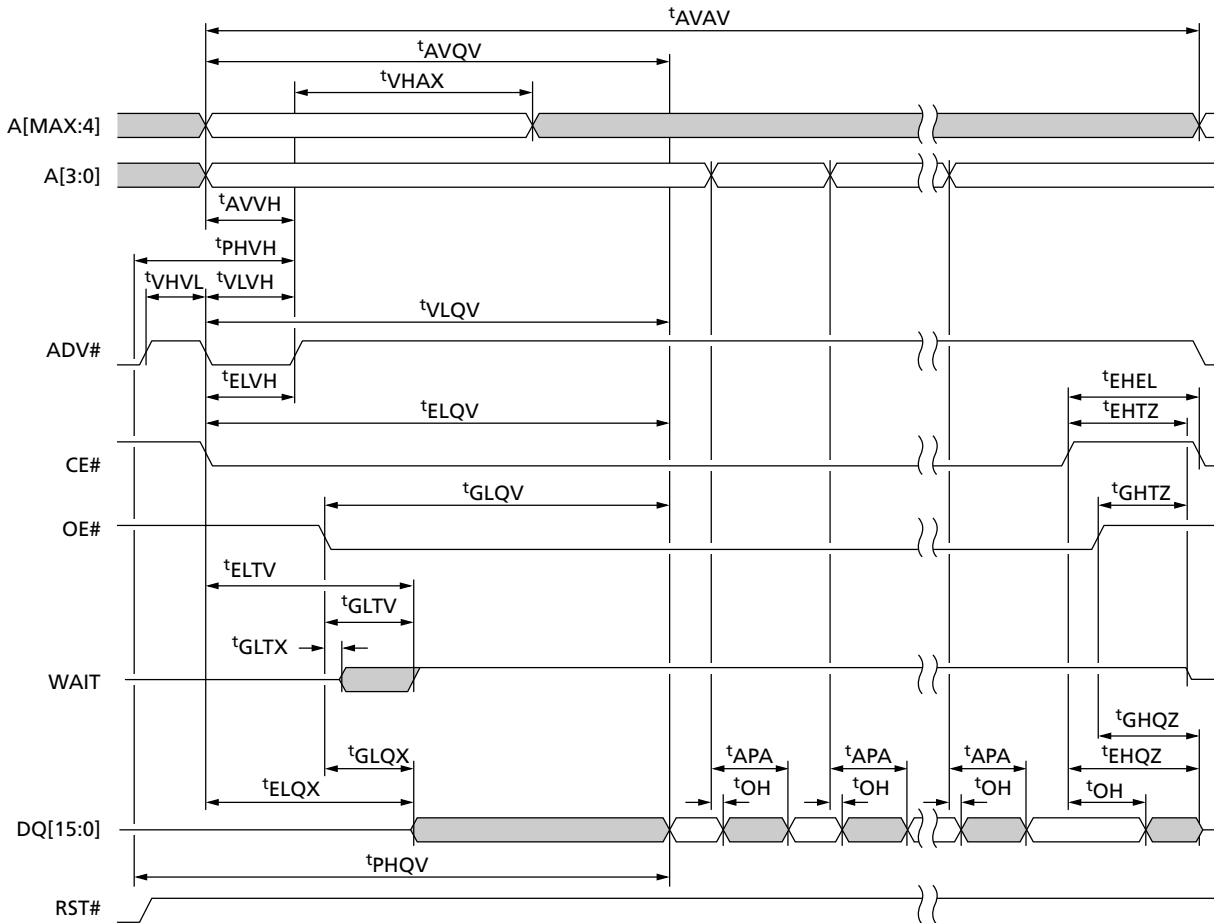 tAVAV
tAVQV
tVHAX
A[MAX:4]
A[3:0]
tAVVH
tPHVH
tVHVL
tVLVH
tVLQV
ADV#
tELVH
tEHEL
tELQV
tEHTZ
CE#
tGLQV
tGHTZ
OE#
tELTV
tGLTV
tGLTX
WAIT
tGHQZ
tGLQX
tAPA
tAPA
tAPA
tEHQZ
tELQX
tOH
tOH
tOH
tOH
DQ[15:0]
tPHQV
RST#